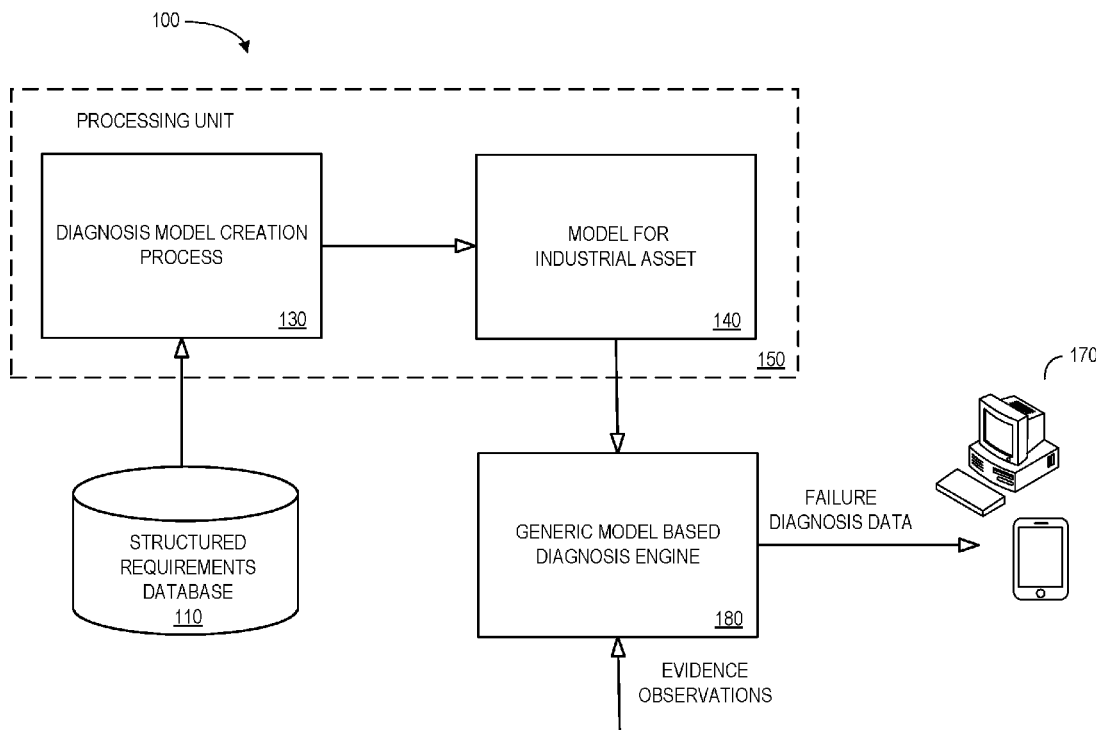 100
PROCESSING UNIT
DIAGNOSIS MODEL CREATION
PROCESS
130
MODEL FOR
INDUSTRIAL ASSET
140
150
170
STRUCTURED
REQUIREMENTS
DATABASE
110
GENERIC MODEL BASED
DIAGNOSIS ENGINE
180
FAILURE
DIAGNOSIS DATA
EVIDENCE
OBSERVATIONS